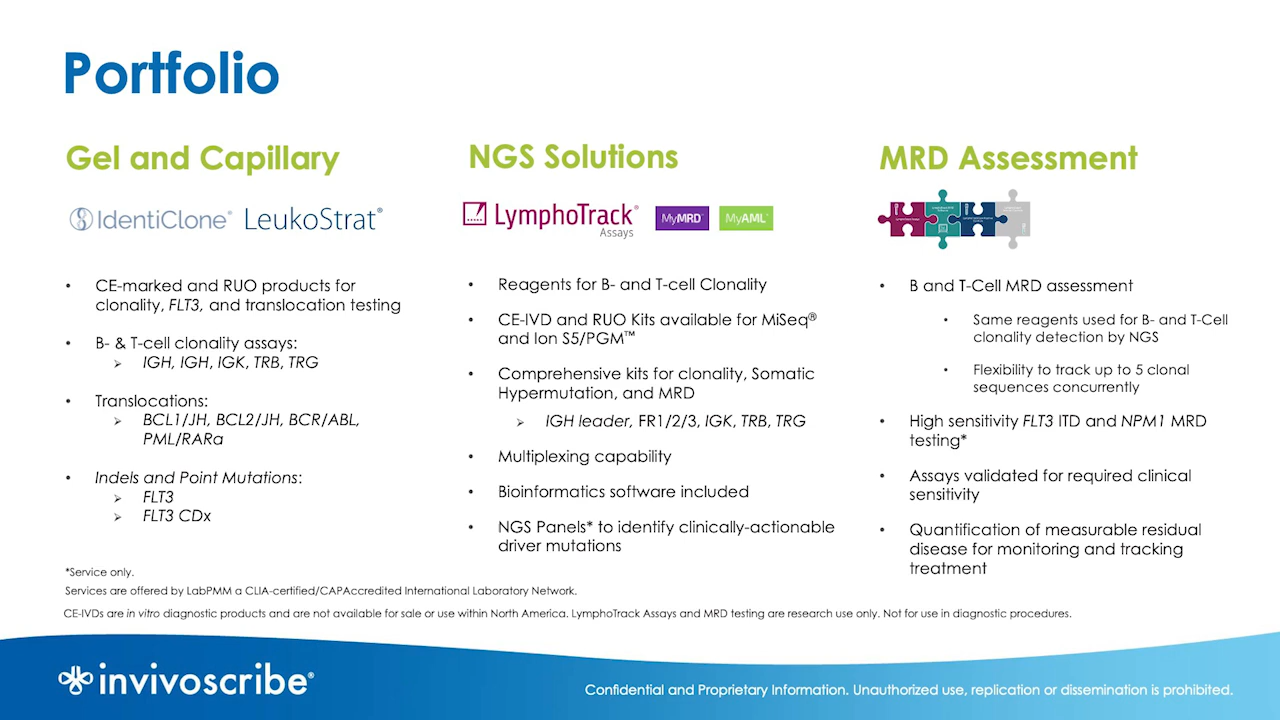 Portfolio
Gel and Capillary
IdentiClone® LeukoStrat®
• CE-marked and RUO products for
clonality, FLT3, and translocation testing
• B- & T-cell clonality assays:
➢ IGH, IGH, IGK, TRB, TRG
• Translocations:
➢ BCL1/JH, BCL2/JH, BCR/ABL,
PML/RARa
• Indels and Point Mutations:
➢ FLT3
➢ FLT3 CDx
NGS Solutions
LymphoTrack®
Assays
MyMRD™ MyAML™
• Reagents for B- and T-cell Clonality
• CE-IVD and RUO Kits available for MiSeq®
and Ion S5/PGM™
• Comprehensive kits for clonality, Somatic
Hypermutation, and MRD
➢ IGH leader, FR1/2/3, IGK, TRB, TRG
• Multiplexing capability
• Bioinformatics software included
• NGS Panels* to identify clinically-actionable
driver mutations
MRD Assessment
• B and T-Cell MRD assessment
• Same reagents used for B- and T-Cell
clonality detection by NGS
• Flexibility to track up to 5 clonal
sequences concurrently
• High sensitivity FLT3 ITD and NPM1 MRD
testing*
• Assays validated for required clinical
sensitivity
• Quantification of measurable residual
disease for monitoring and tracking
treatment
*Service only.
Services are offered by LabPMM a CLIA-certified/CAPAccredited International Laboratory Network.
CE-IVDs are in vitro diagnostic products and are not available for sale or use within North America. LymphoTrack Assays and MRD testing are research use only. Not for use in diagnostic procedures.
invivoscribe®
Confidential and Proprietary Information. Unauthorized use, replication or dissemination is prohibited.